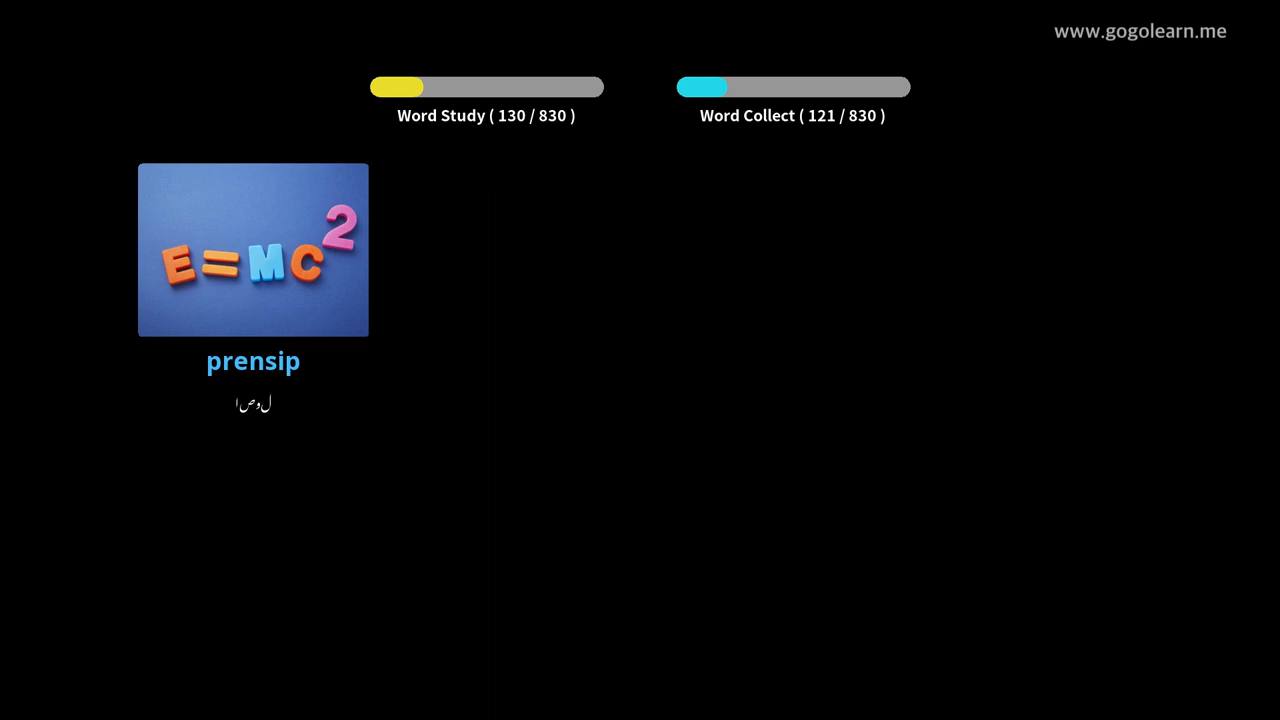 www.gogolearn.me
Word Study ( 130 / 830 )
Word Collect ( 121 / 830 )
E=MC²
prensip
اصول